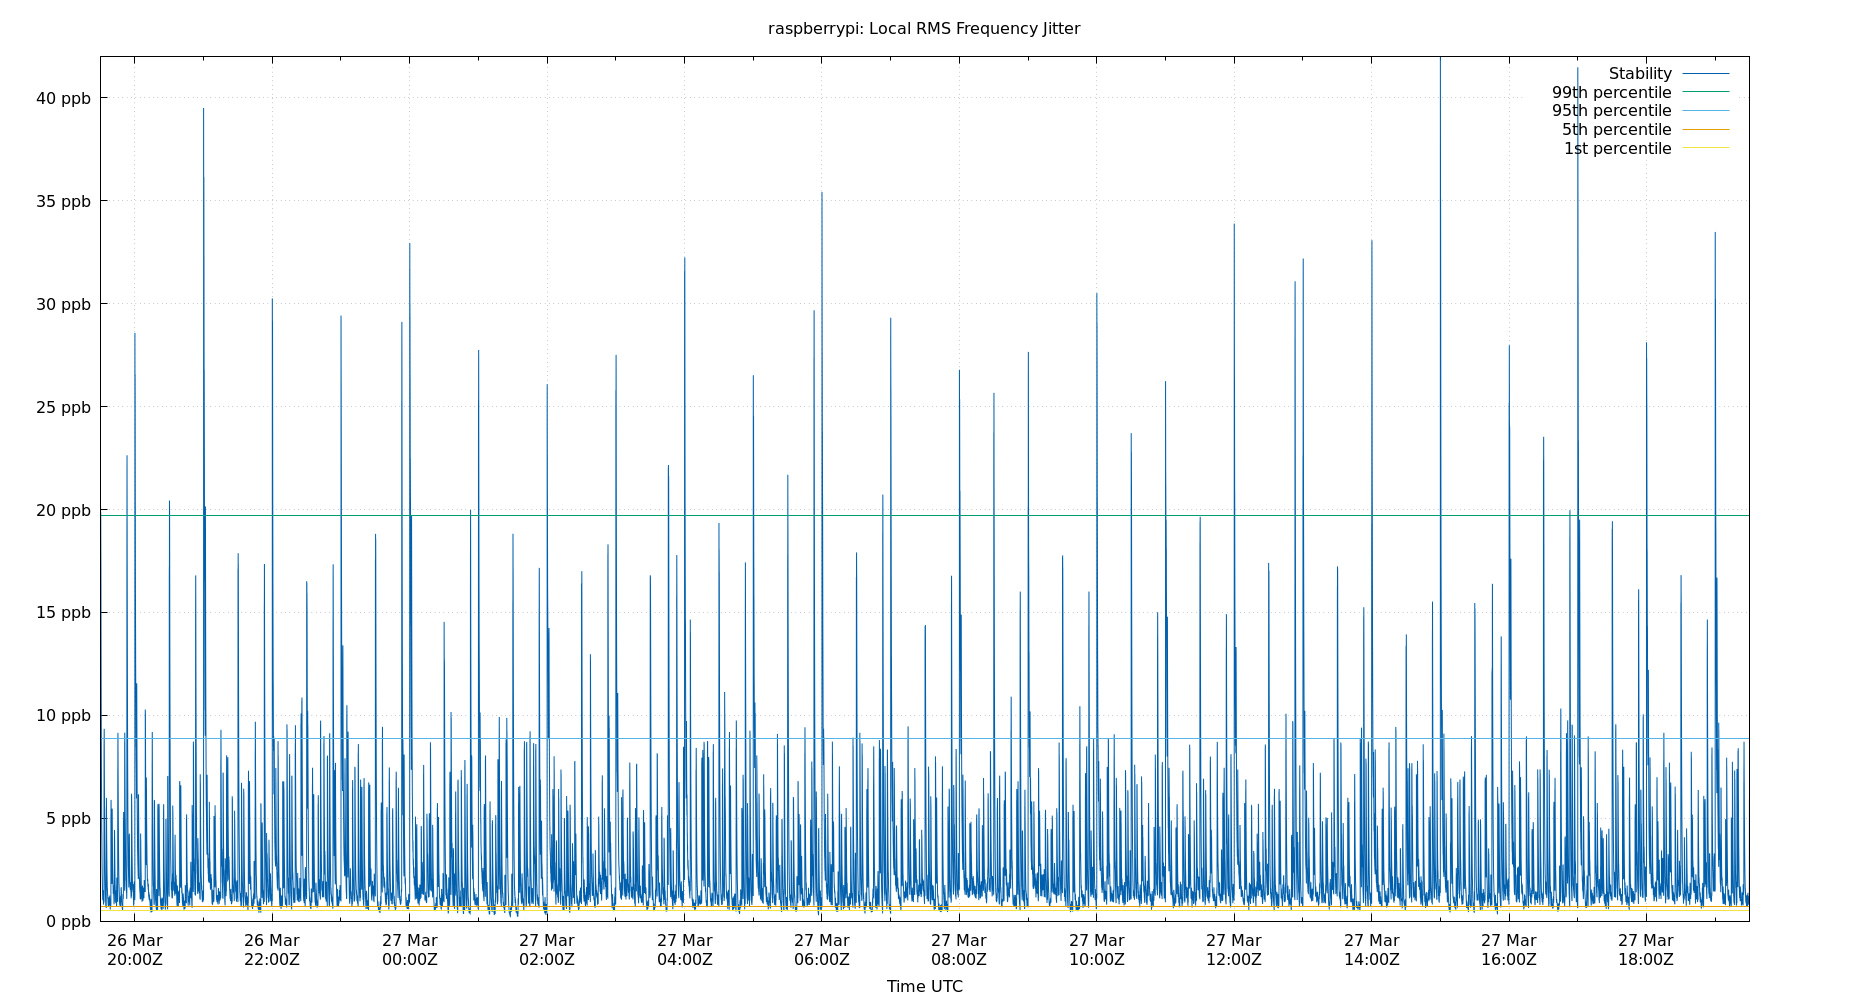 raspberrypi: Local RMS Frequency Jitter
Stability
99th percentile
95th percentile
5th percentile
1st percentile
40 ppb
35 ppb
30 ppb
25 ppb
20 ppb
15 ppb
10 ppb
5 ppb
0 ppb
26 Mar 26 Mar 27 Mar 27 Mar 27 Mar 27 Mar 27 Mar 27 Mar 27 Mar 27 Mar 27 Mar 27 Mar
20:00Z 22:00Z 00:00Z 02:00Z 04:00Z 06:00Z 08:00Z 10:00Z 12:00Z 14:00Z 16:00Z 18:00Z
Time UTC